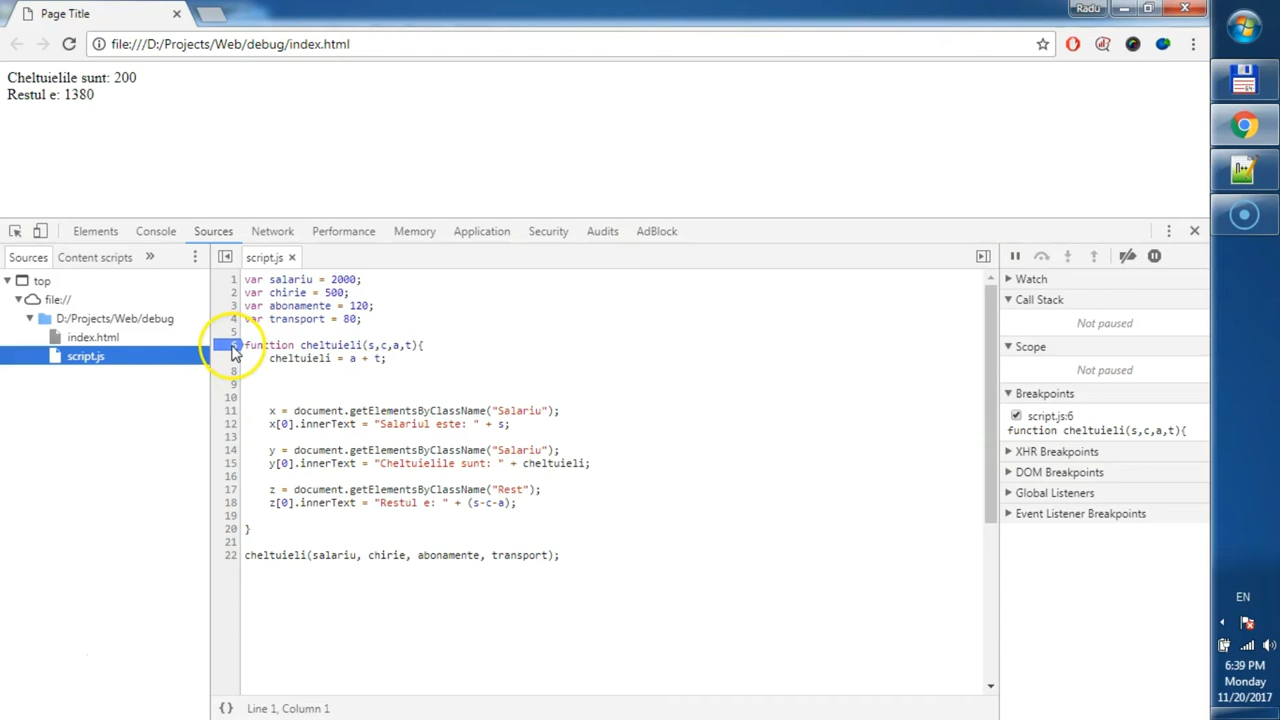 Page Title
Radu
file:///D:/Projects/Web/debug/index.html
Cheltuielile sunt: 200
Restul e: 1380
Elements Console Sources Network Performance Memory Application Security Audits AdBlock
Sources Content scripts » script.js
top
file://
D:/Projects/Web/debug
index.html
script.js
1 var salariu = 2000;
2 var chirie = 500;
3 var abonamente = 120;
4 var transport = 80;
5
6 function cheltuieli(s,c,a,t){
cheltuieli = a + t;
8
9
10
11 x = document.getElementsByClassName("Salariu");
12 x[0].innerText = "Salariul este: " + s;
13
14 y = document.getElementsByClassName("Salariu");
15 y[0].innerText = "Cheltuielile sunt: " + cheltuieli;
16
17 z = document.getElementsByClassName("Rest");
18 z[0].innerText = "Restul e: " + (s-c-a);
19
20 }
21
22 cheltuieli(salariu, chirie, abonamente, transport);
{} Line 1, Column 1
Watch
Call Stack
Not paused
Scope
Not paused
Breakpoints
script.js:6
function cheltuieli(s,c,a,t){
XHR Breakpoints
DOM Breakpoints
Global Listeners
Event Listener Breakpoints
64
EN
6:39 PM
Monday
11/20/2017